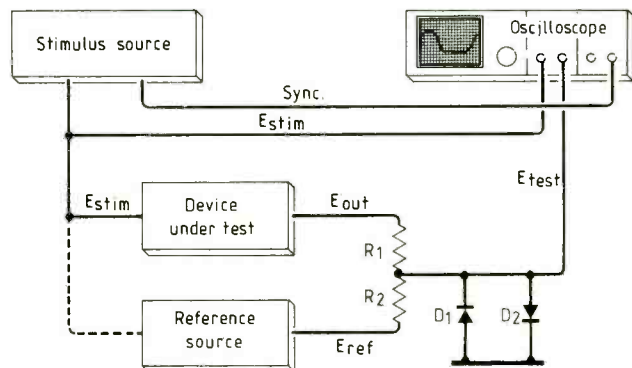 Stimulus source
Oscilloscope
Sync.
Estim
Etest
Estim
Device
under test
Eout
R1
R2
D1
D2
Reference
source
Eref